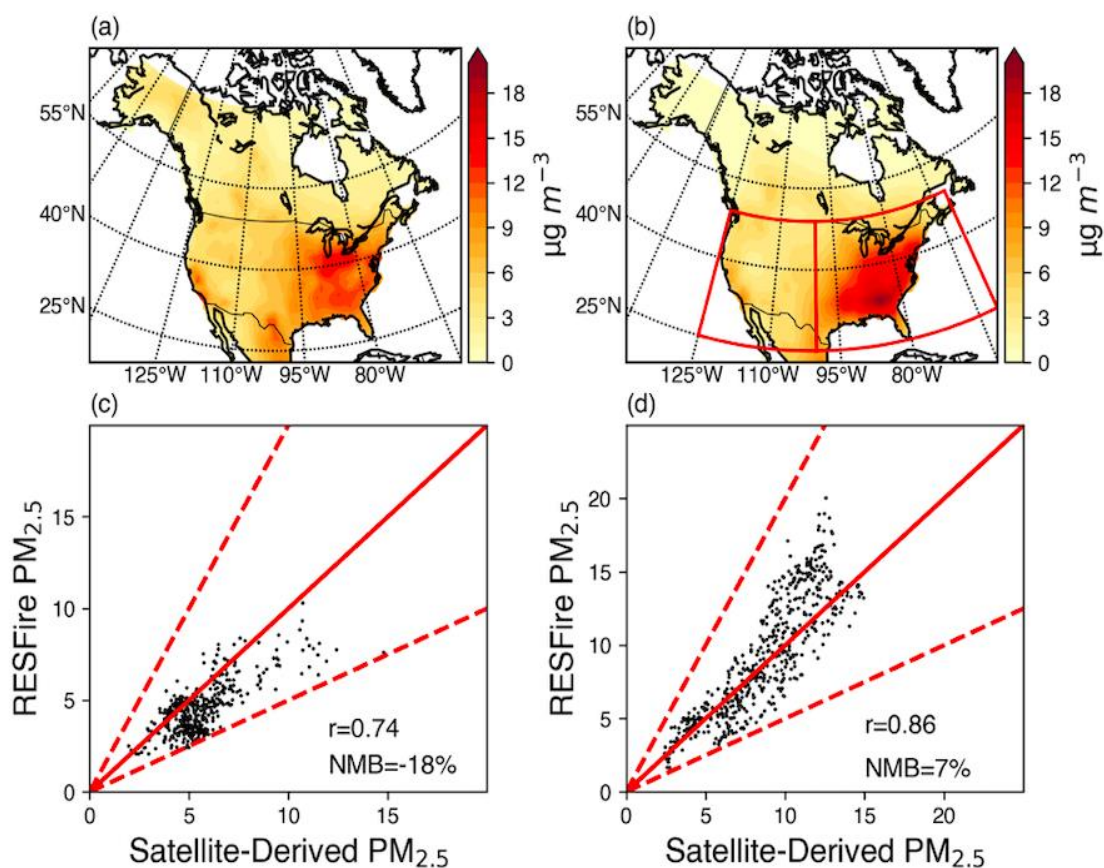 (a)
(b)
55°N
40°N
25°N
125°W 110°W 95°W 80°W
18
15
12
9
6
3
0
µg m⁻³
55°N
40°N
25°N
125°W 110°W 95°W 80°W
18
15
12
9
6
3
0
µg m⁻³
(c)
RESFire PM₂.₅
15
10
5
0
r=0.74
NMB=-18%
0 5 10 15
Satellite-Derived PM₂.₅
(d)
RESFire PM₂.₅
20
15
10
5
0
r=0.86
NMB=7%
0 5 10 15 20
Satellite-Derived PM₂.₅